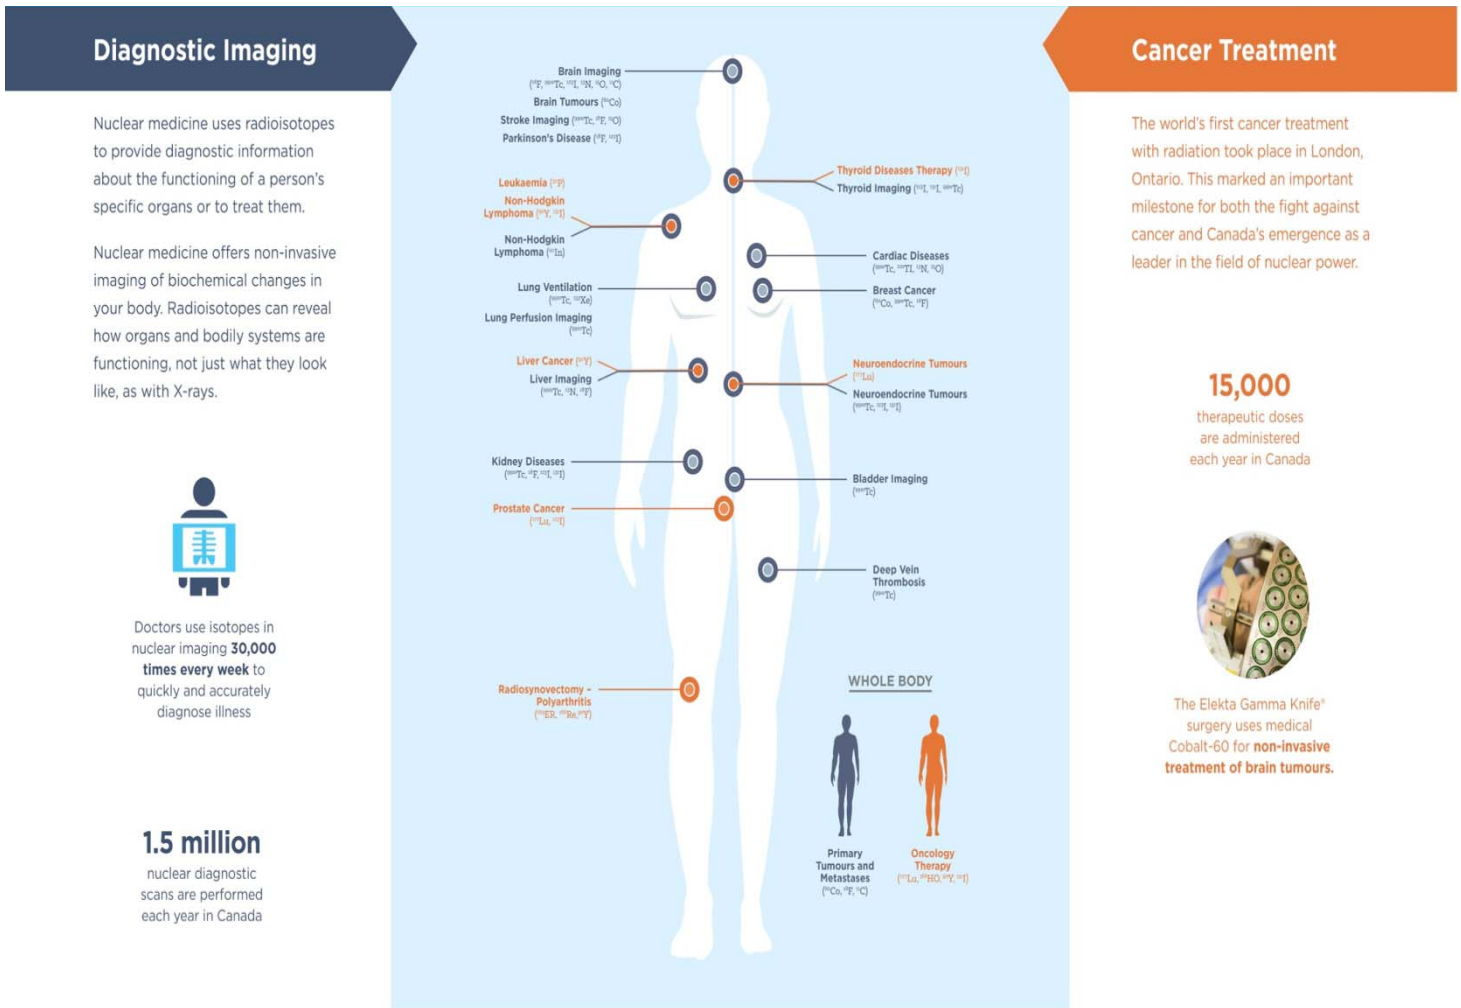 Diagnostic Imaging
Nuclear medicine uses radioisotopes
to provide diagnostic information
about the functioning of a person's
specific organs or to treat them.
Nuclear medicine offers non-invasive
imaging of biochemical changes in
your body. Radioisotopes can reveal
how organs and bodily systems are
functioning, not just what they look
like, as with X-rays.
Doctors use isotopes in
nuclear imaging 30,000
times every week to
quickly and accurately
diagnose illness
1.5 million
nuclear diagnostic
scans are performed
each year in Canada
Brain Imaging
Brain Tumours
Stroke Imaging
Parkinson's Disease
Leukaemia
Non-Hodgkin
Lymphoma
Non-Hodgkin
Lymphoma
Lung Ventilation
Lung Perfusion Imaging
Liver Cancer
Liver Imaging
Kidney Diseases
Prostate Cancer
Radiosynovectomy –
Polyarthritis
Thyroid Diseases Therapy
Thyroid Imaging
Cardiac Diseases
Breast Cancer
Neuroendocrine Tumours
Neuroendocrine Tumours
Bladder Imaging
Deep Vein
Thrombosis
WHOLE BODY
Primary
Tumours and
Metastases
Oncology
Therapy
Cancer Treatment
The world's first cancer treatment
with radiation took place in London,
Ontario. This marked an important
milestone for both the fight against
cancer and Canada's emergence as a
leader in the field of nuclear power.
15,000
therapeutic doses
are administered
each year in Canada
The Elekta Gamma Knife®
surgery uses medical
Cobalt-60 for non-invasive
treatment of brain tumours.